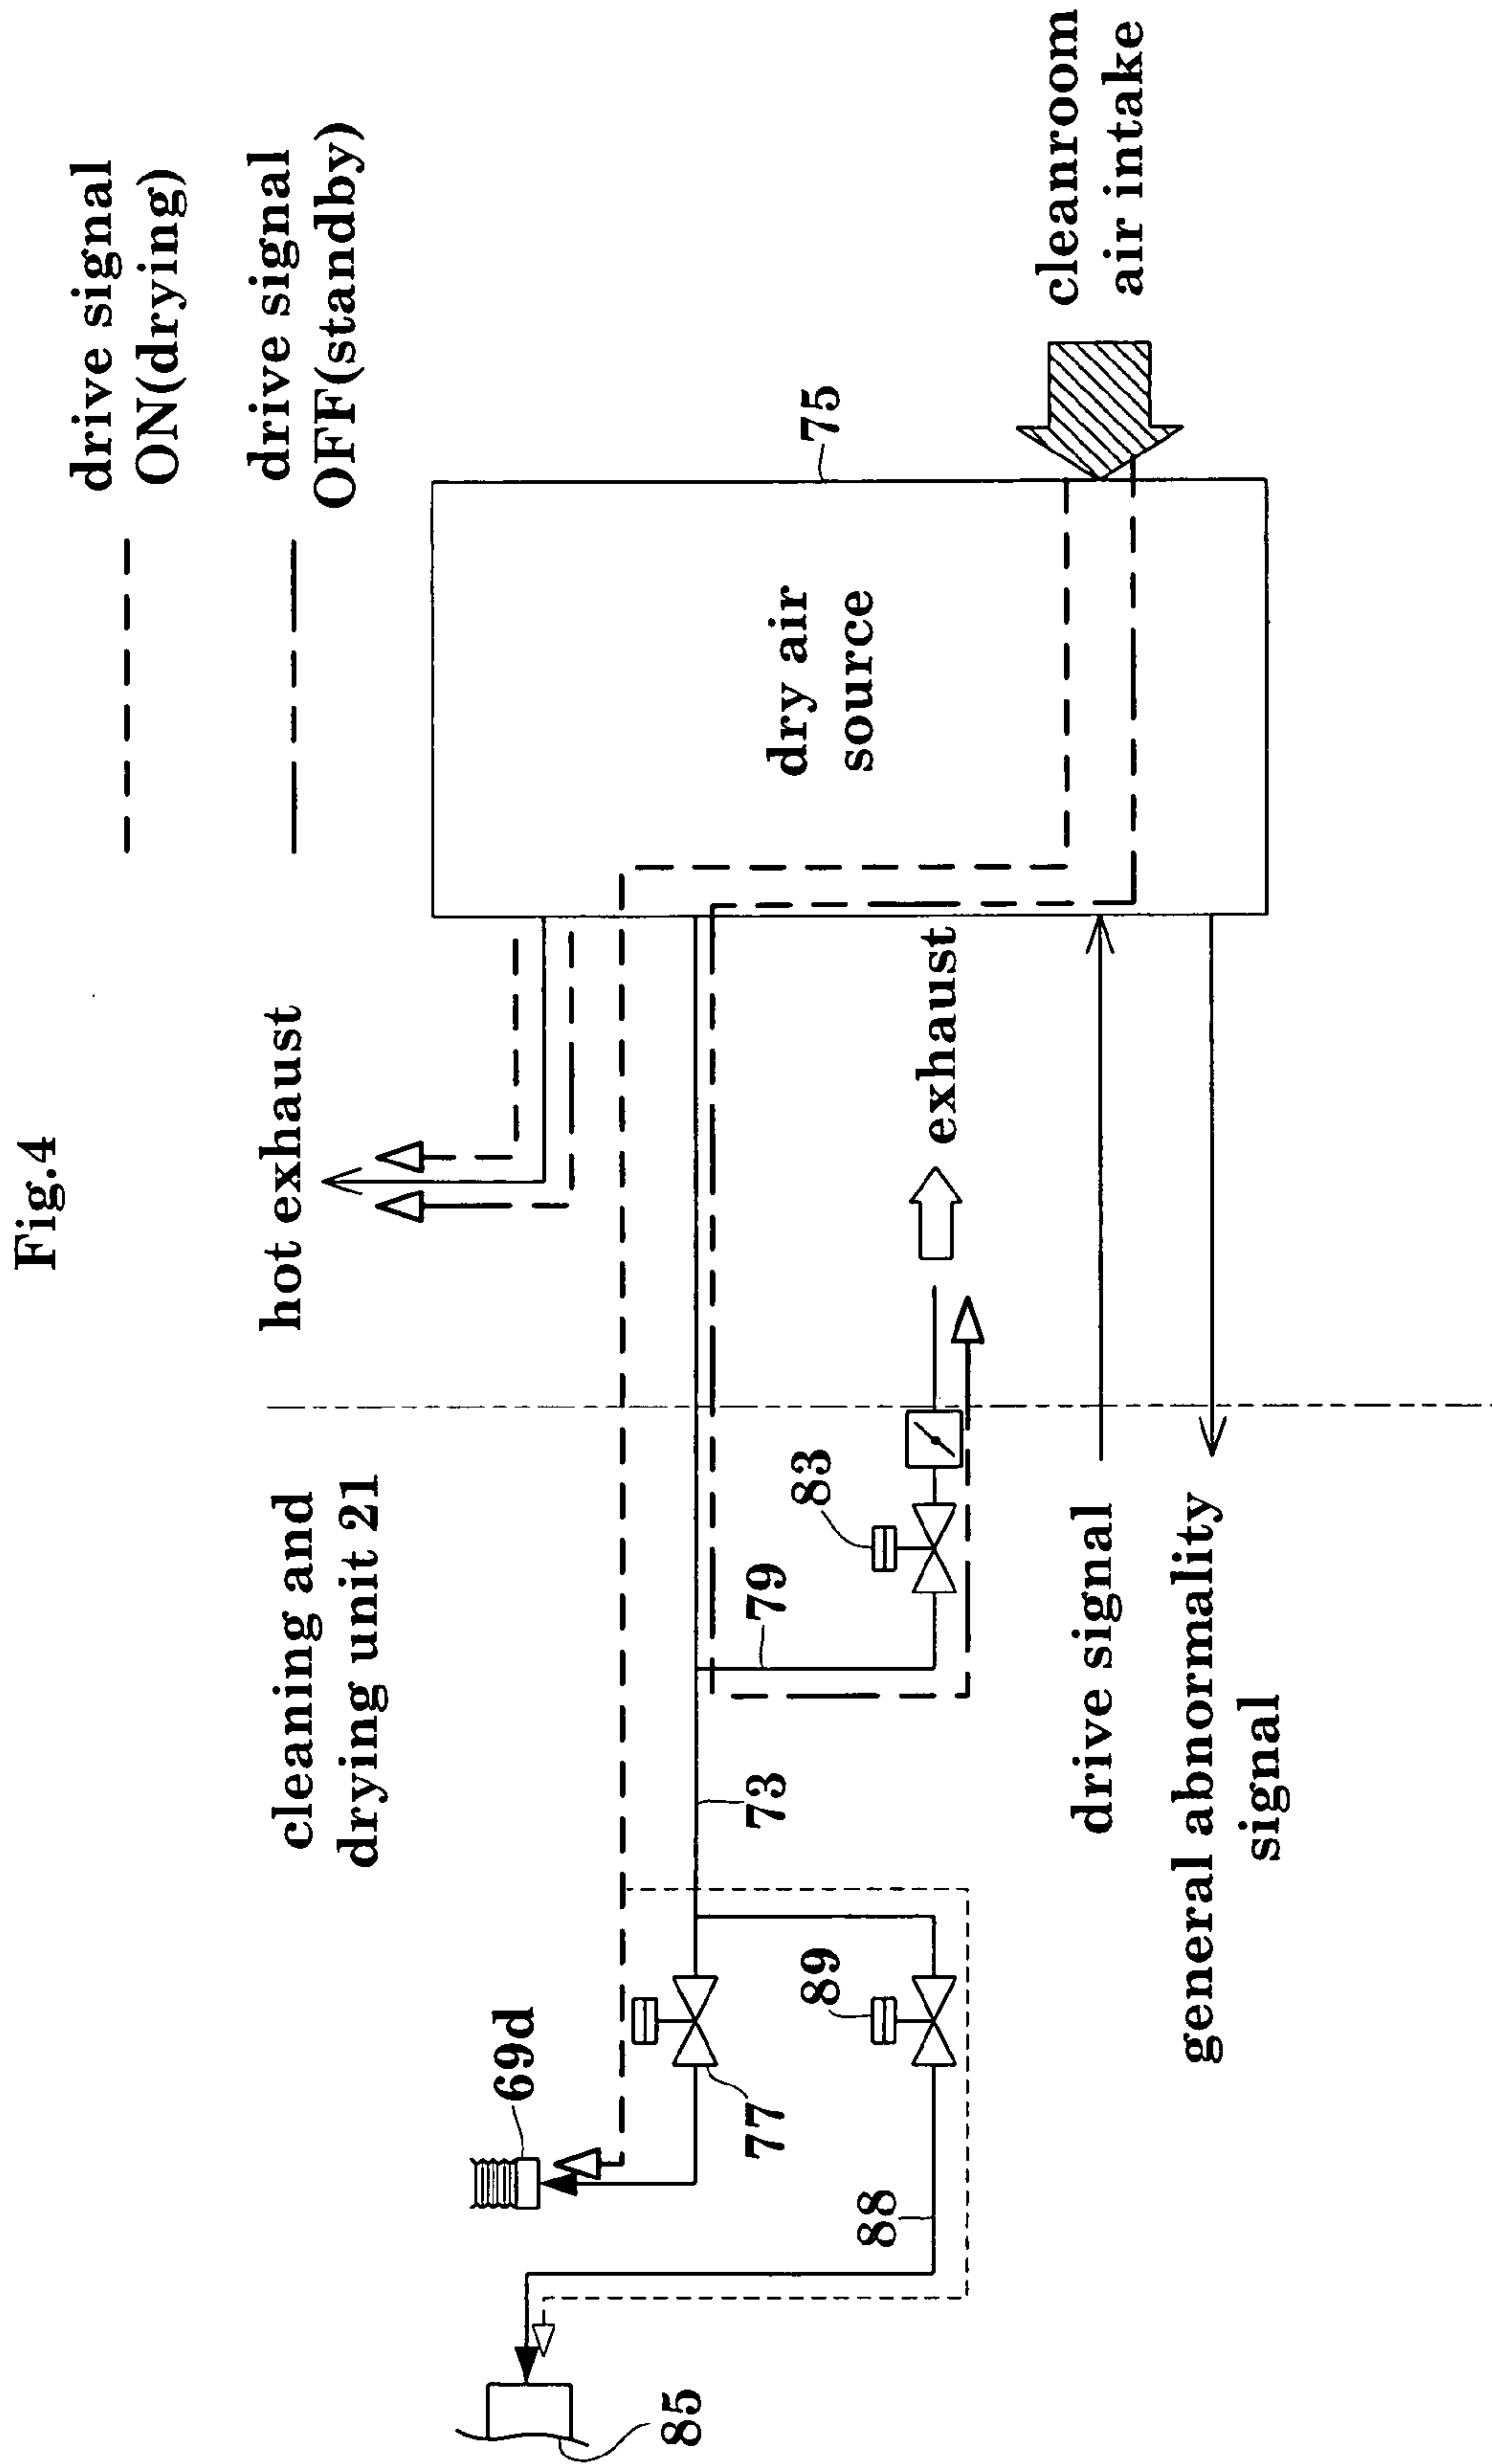 Fig.4
drive signal
ON(drying)
drive signal
OFF(standby)
hot exhaust
cleaning and
drying unit 21
69d
85
77
73
79
83
89
88
75
dry air
source
exhaust
cleanroom
air intake
drive signal
general abnormality
signal